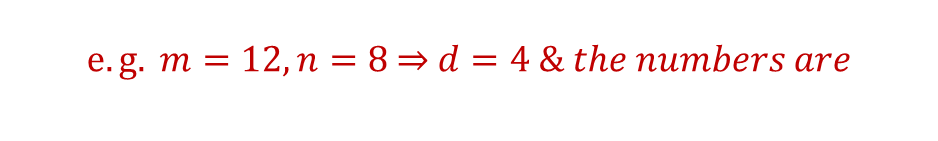 e.g. m = 12, n = 8 ⇒ d = 4 & the numbers are